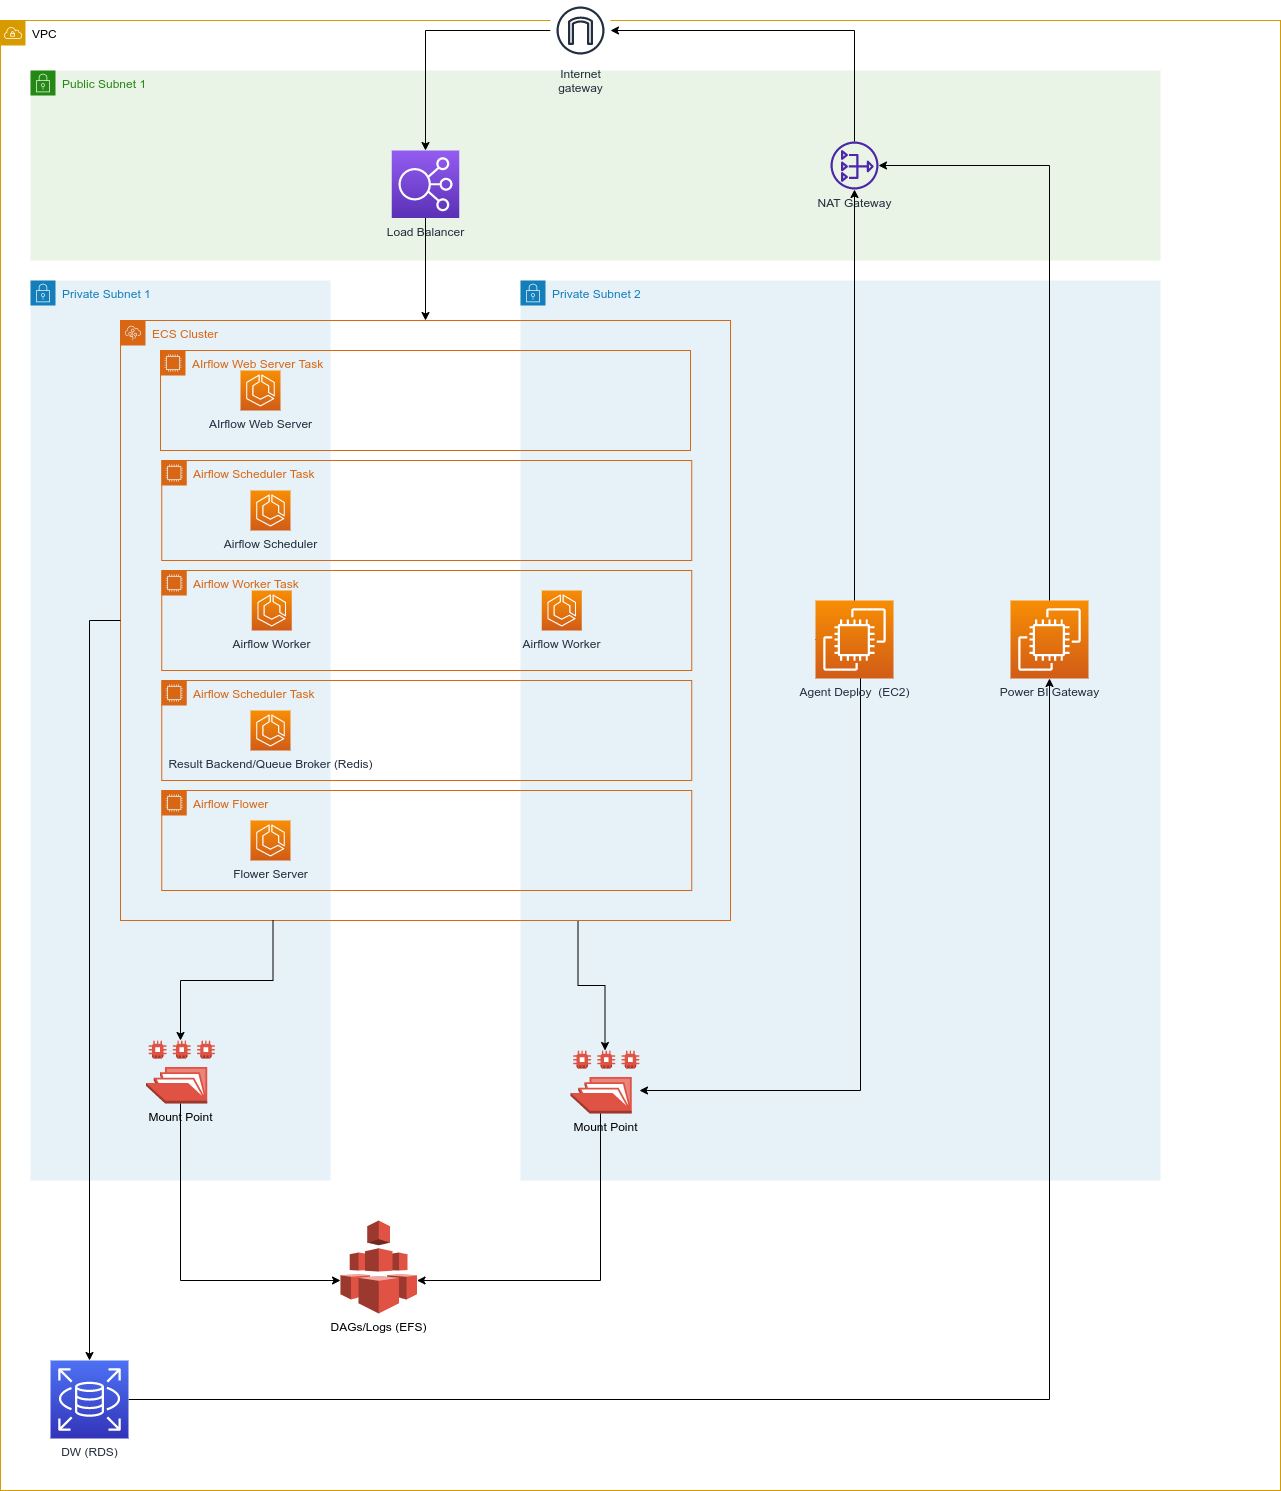 VPC
Internet
gateway
Public Subnet 1
NAT Gateway
Load Balancer
Private Subnet 1
Private Subnet 2
ECS Cluster
AIrflow Web Server Task
AIrflow Web Server
Airflow Scheduler Task
Airflow Scheduler
Airflow Worker Task
Airflow Worker
Airflow Worker
Agent Deploy (EC2)
Power BI Gateway
Airflow Scheduler Task
Result Backend/Queue Broker (Redis)
Airflow Flower
Flower Server
Mount Point
Mount Point
DAGs/Logs (EFS)
DW (RDS)